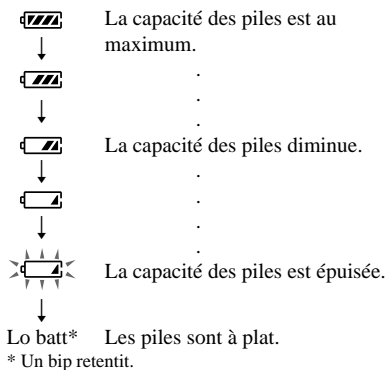 La capacité des piles est au
maximum.
.
.
.
La capacité des piles diminue.
.
.
.
.
La capacité des piles est épuisée.
Lo batt* Les piles sont à plat.
* Un bip retentit.